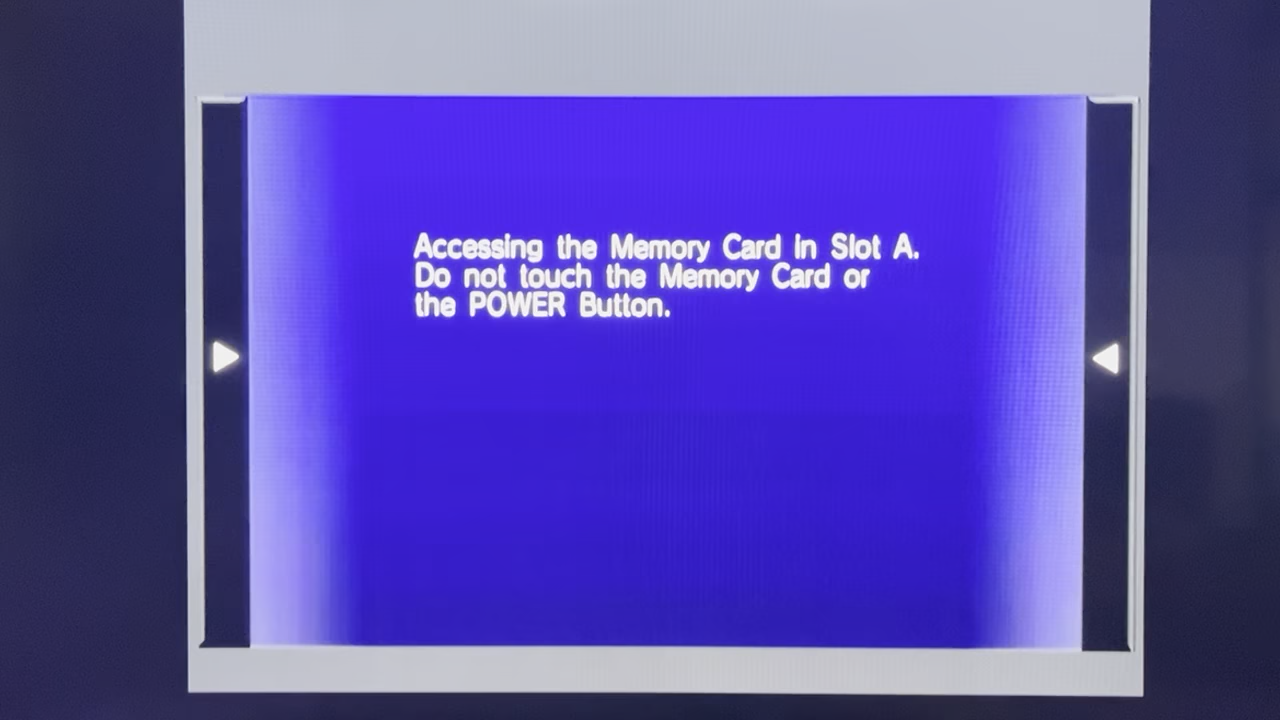 Accessing the Memory Card in Slot A.
Do not touch the Memory Card or
the POWER Button.